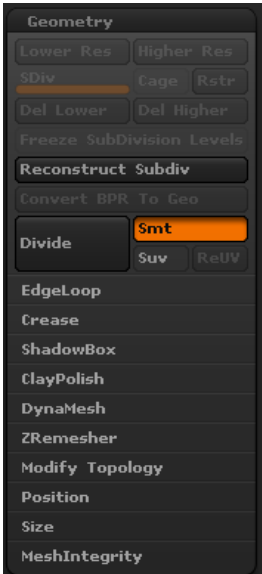 Geometry
Lower Res Higher Res
SDiv Cage Rstr
Del Lower Del Higher
Freeze SubDivision Levels
Reconstruct Subdiv
Convert BPR To Geo
Divide Smt
Suv ReUV
EdgeLoop
Crease
ShadowBox
ClayPolish
DynaMesh
ZRemesher
Modify Topology
Position
Size
MeshIntegrity